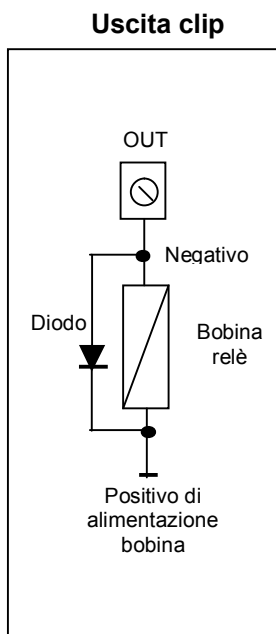 Uscita clip
OUT
Negativo
Diodo
Bobina
relè
Positivo di
alimentazione
bobina